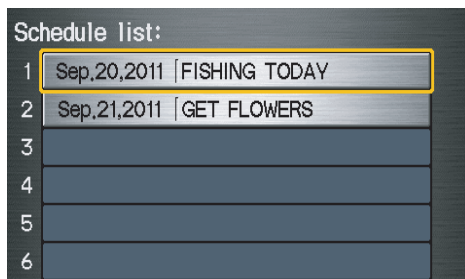 Schedule list:
1 Sep,20,2011 FISHING TODAY
2 Sep,21,2011 GET FLOWERS
3
4
5
6